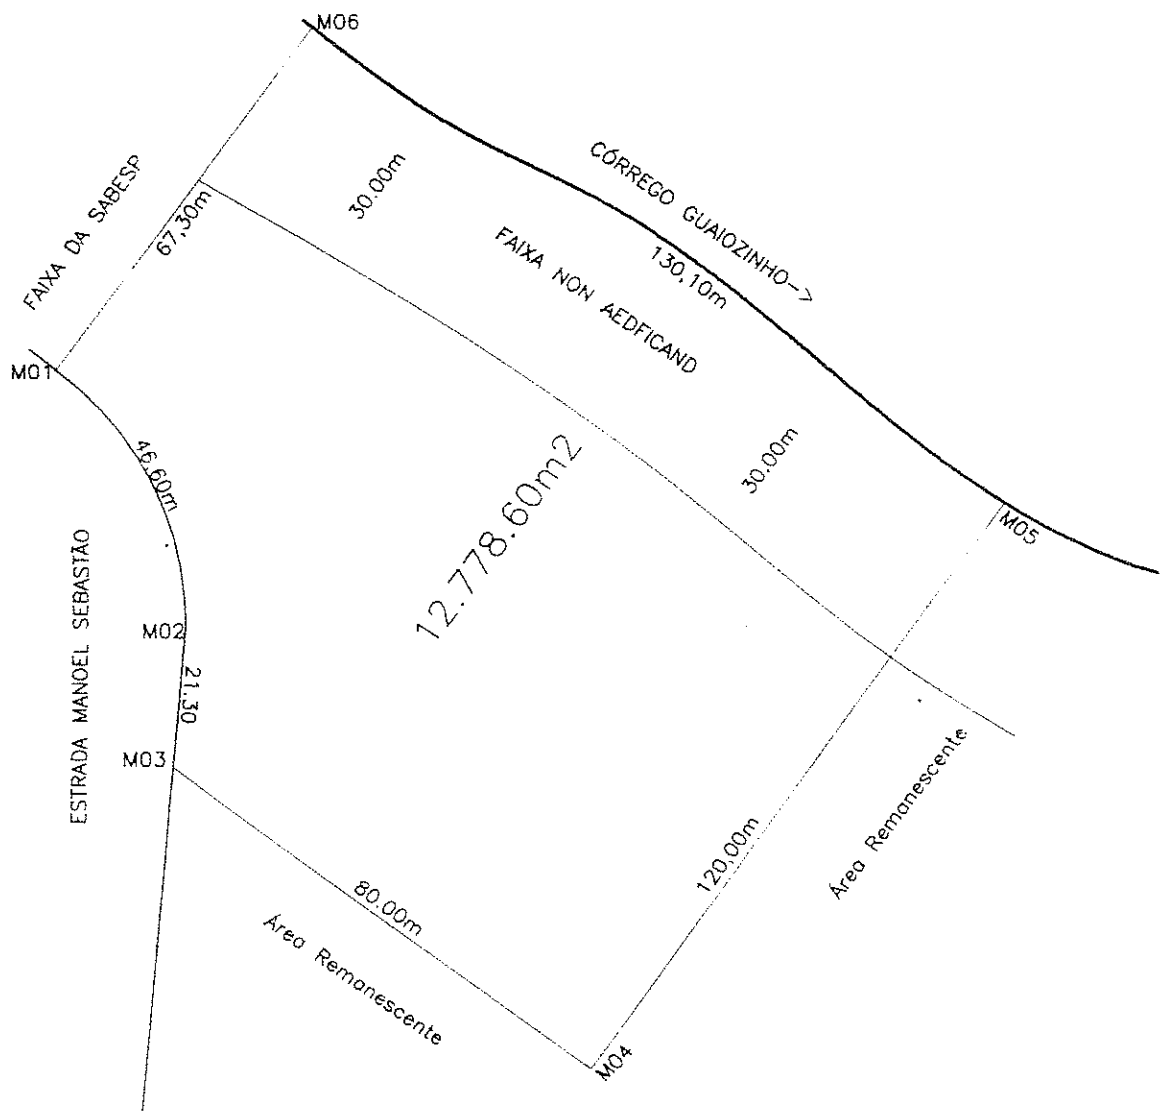 M06
CÓRREGO GUAIOZINHO->
130,10m
30.00m
FAIXA DA SABESP
67,30m
FAIXA NON AEDFICAND
M01
46,60m
30.00m
12.778.60m2
M05
ESTRADA MANOEL SEBASTÃO
M02
21.30
M03
Área Remanescente
120,00m
80.00m
Área Remanescente
M04